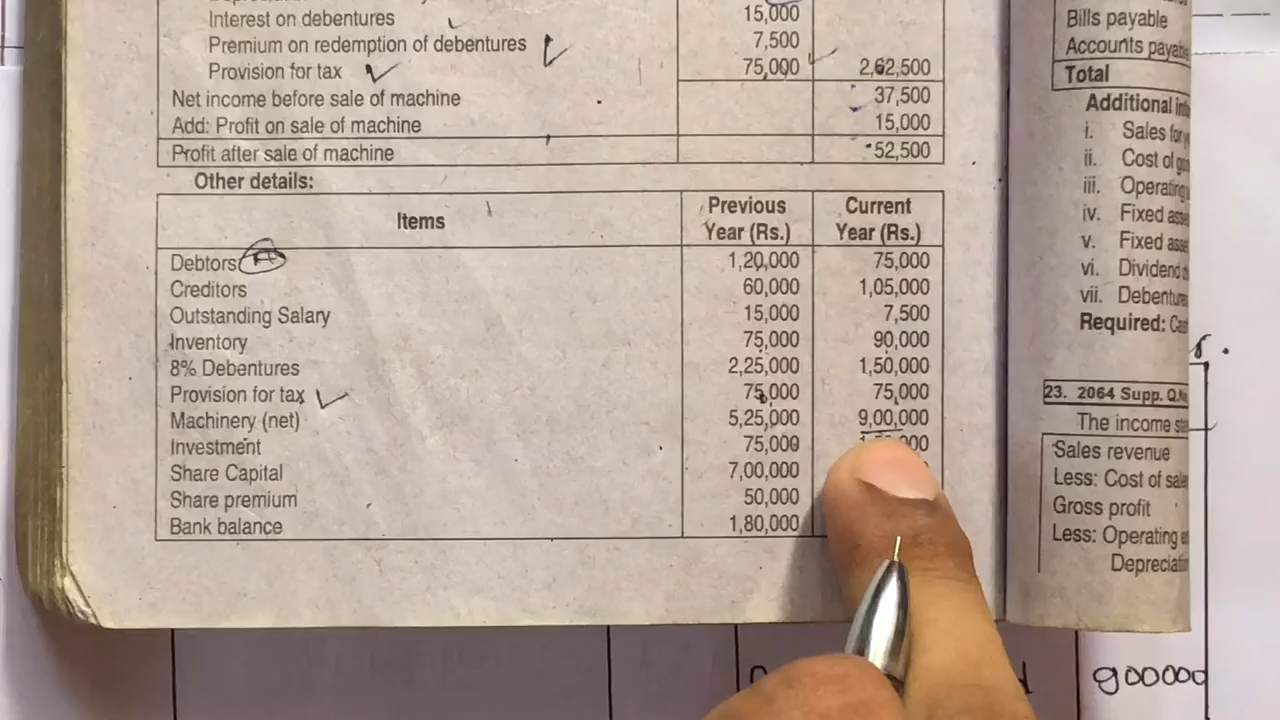 Interest on debentures 15,000
Premium on redemption of debentures 7,500
Provision for tax 75,000 2,62,500
Net income before sale of machine 37,500
Add: Profit on sale of machine 15,000
Profit after sale of machine 52,500
Other details:
Items Previous Year (Rs.) Current Year (Rs.)
Debtors 1,20,000 75,000
Creditors 60,000 1,05,000
Outstanding Salary 15,000 7,500
Inventory 75,000 90,000
8% Debentures 2,25,000 1,50,000
Provision for tax 75,000 75,000
Machinery (net) 5,25,000 9,00,000
Investment 75,000
Share Capital 7,00,000
Share premium 50,000
Bank balance 1,80,000
900000
Bills payable
Accounts
Total
Additional
i. Sales for
ii. Cost of
iii.
iv. Fixed
v. Fixed
vi. Dividend
vii.
Required:
23. 2064 Supp.
The income
Sales revenue
Less: Cost of
Gross profit
Less: Operating